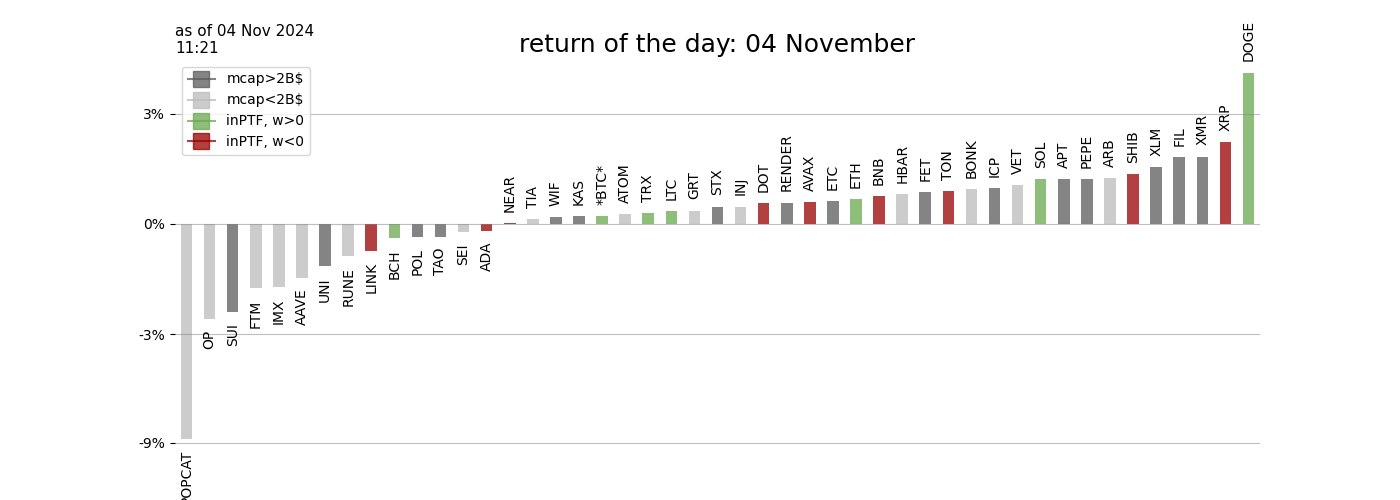 as of 04 Nov 2024
11:21
return of the day: 04 November
mcap>2B$
mcap<2B$
inPTF, w>0
inPTF, w<0
3%
0%
-3%
-9%
OP
SUI
FTM
IMX
AAVE
UNI
RUNE
LINK
BCH
POL
TAO
SEI
ADA
NEAR
TIA
WIF
KAS
*BTC*
ATOM
TRX
LTC
GRT
STX
INJ
DOT
RENDER
AVAX
ETC
ETH
BNB
HBAR
FET
TON
BONK
ICP
VET
SOL
APT
PEPE
ARB
SHIB
XLM
FIL
XMR
XRP
DOGE